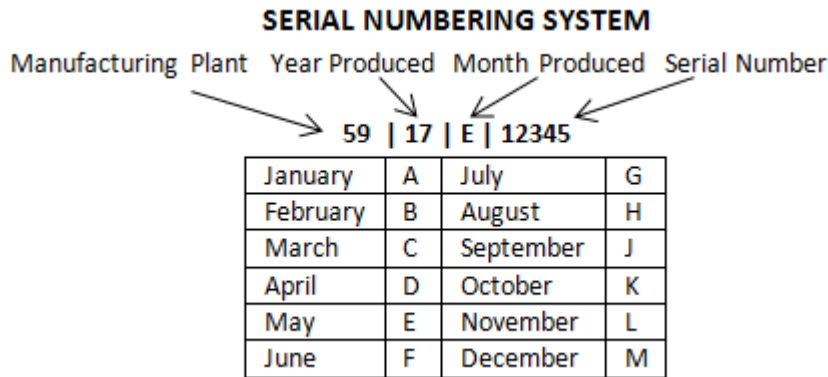 SERIAL NUMBERING SYSTEM
Manufacturing Plant Year Produced Month Produced Serial Number
59 | 17 | E | 12345
January A July G
February B August H
March C September J
April D October K
May E November L
June F December M